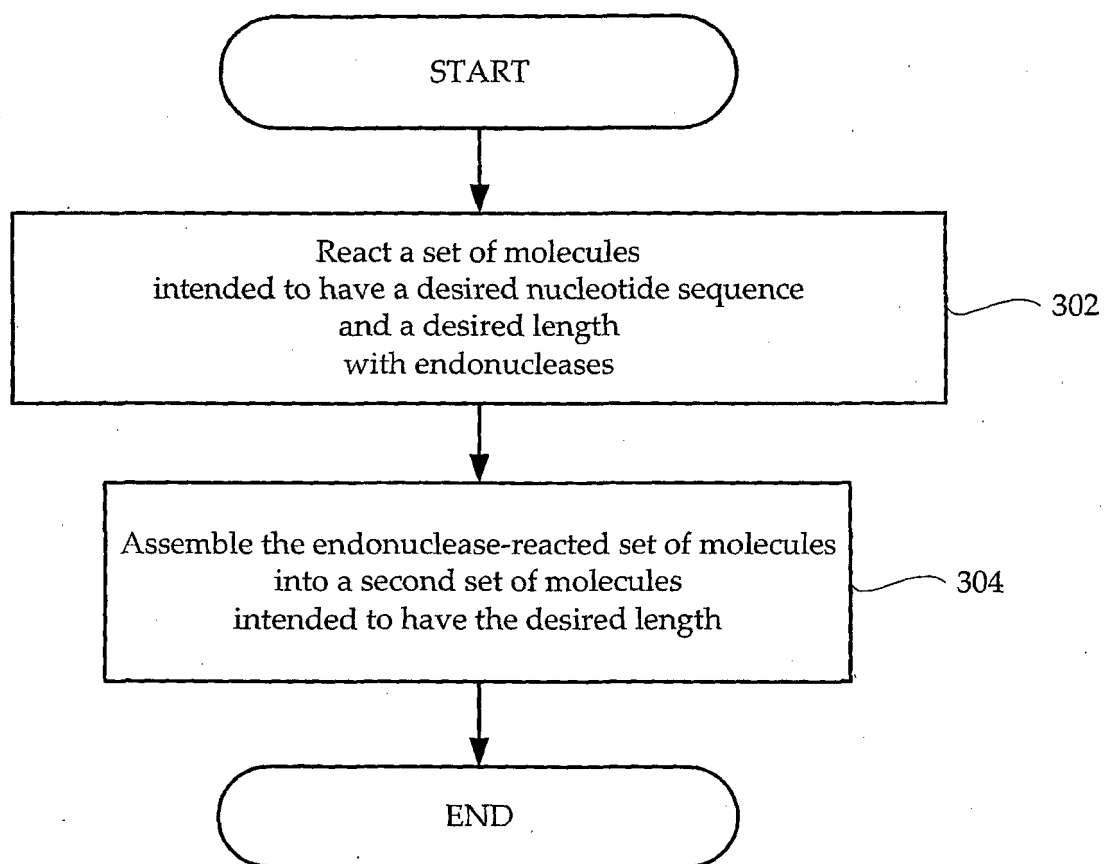 START
React a set of molecules
intended to have a desired nucleotide sequence
and a desired length
with endonucleases
302
Assemble the endonuclease-reacted set of molecules
into a second set of molecules
intended to have the desired length
304
END